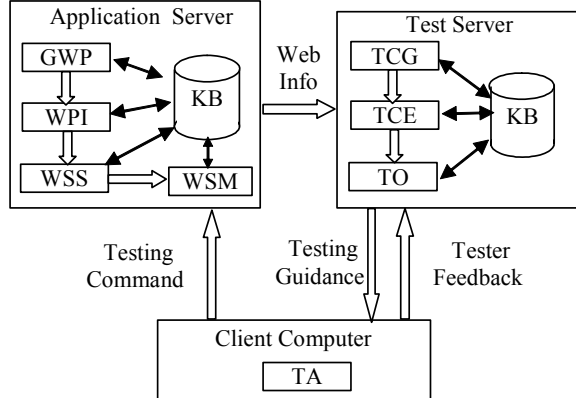 Application Server
GWP
WPI
WSS
KB
WSM
Web
Info
Test Server
TCG
TCE
TO
KB
Testing
Command
Testing
Guidance
Tester
Feedback
Client Computer
TA